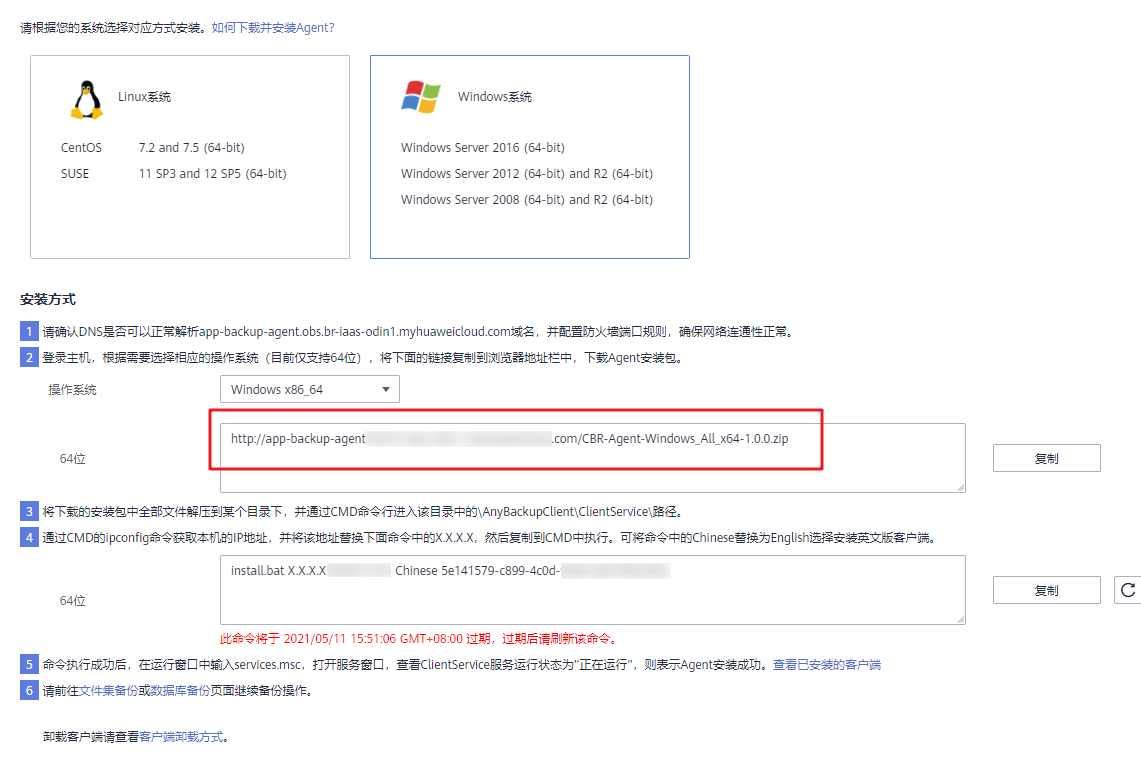 请根据您的系统选择对应方式安装。如何下载并安装Agent?
Linux系统
CentOS 7.2 and 7.5 (64-bit)
SUSE 11 SP3 and 12 SP5 (64-bit)
Windows系统
Windows Server 2016 (64-bit)
Windows Server 2012 (64-bit) and R2 (64-bit)
Windows Server 2008 (64-bit) and R2 (64-bit)
安装方式
1 请确认DNS是否可以正常解析app-backup-agent.obs.br-iaas-odin1.myhuaweicloud.com域名，并配置防火墙端口规则，确保网络连通性正常。
2 登录主机，根据需要选择相应的操作系统（目前仅支持64位），将下面的链接复制到浏览器地址栏中，下载Agent安装包。
操作系统 Windows x86_64
64位 http://app-backup-agent .com/CBR-Agent-Windows_All_x64-1.0.0.zip 复制
3 将下载的安装包中全部文件解压到某个目录下，并通过CMD命令行进入该目录中的\AnyBackupClient\ClientService\路径。
4 通过CMD的ipconfig命令获取本机的IP地址，并将该地址替换下面命令中的X.X.X.X，然后复制到CMD中执行。可将命令中的Chinese替换为English选择安装英文版客户端。
64位 install.bat X.X.X.X Chinese 5e141579-c899-4c0d- 复制
此命令将于 2021/05/11 15:51:06 GMT+08:00 过期，过期后请刷新该命令。
5 命令执行成功后，在运行窗口中输入services.msc，打开服务窗口，查看ClientService服务运行状态为"正在运行"，则表示Agent安装成功。查看已安装的客户端
6 请前往文件集备份或数据库备份页面继续备份操作。
卸载客户端请查看客户端卸载方式。